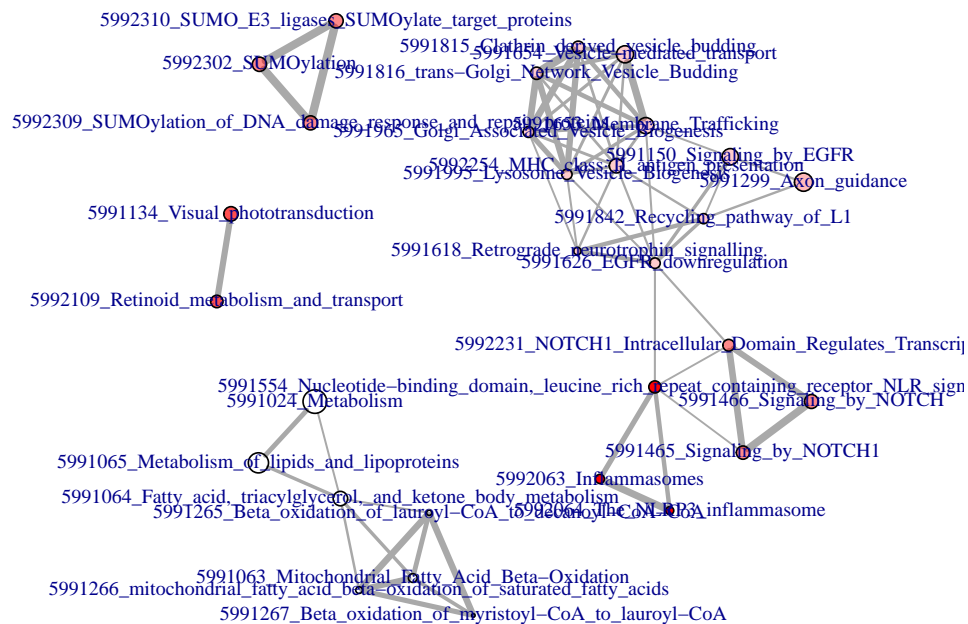 5992310_SUMO_E3_ligases_SUMOylate_target_proteins
5991815_Clathrin_derived_vesicle_budding
5991654_Vesicle-mediated_transport
5992302_SUMOylation
5991816_trans-Golgi_Network_Vesicle_Budding
5992309_SUMOylation_of_DNA_damage_response_and_repair_proteins
5991653_Membrane_Trafficking
5991965_Golgi_Associated_Vesicle_Biogenesis
5991150_Signaling_by_EGFR
5992254_MHC_class_II_antigen_presentation
5991995_Lysosome_Vesicle_Biogenesis
5991299_Axon_guidance
5991134_Visual_phototransduction
5991842_Recycling_pathway_of_L1
5991618_Retrograde_neurotrophin_signalling
5991626_EGFR_downregulation
5992109_Retinoid_metabolism_and_transport
5992231_NOTCH1_Intracellular_Domain_Regulates_Transcrip
5991554_Nucleotide-binding_domain,_leucine_rich_repeat_containing_receptor_NLR_sign
5991024_Metabolism
5991466_Signaling_by_NOTCH
5991465_Signaling_by_NOTCH1
5991065_Metabolism_of_lipids_and_lipoproteins
5992063_Inflammasomes
5991064_Fatty_acid,_triacylglycerol,_and_ketone_body_metabolism
5991265_Beta_oxidation_of_lauroyl-CoA_to_decanoyl-CoA-CoA
5992064_The_NLRP3_inflammasome
5991063_Mitochondrial_Fatty_Acid_Beta-Oxidation
5991266_mitochondrial_fatty_acid_beta-oxidation_of_saturated_fatty_acids
5991267_Beta_oxidation_of_myristoyl-CoA_to_lauroyl-CoA